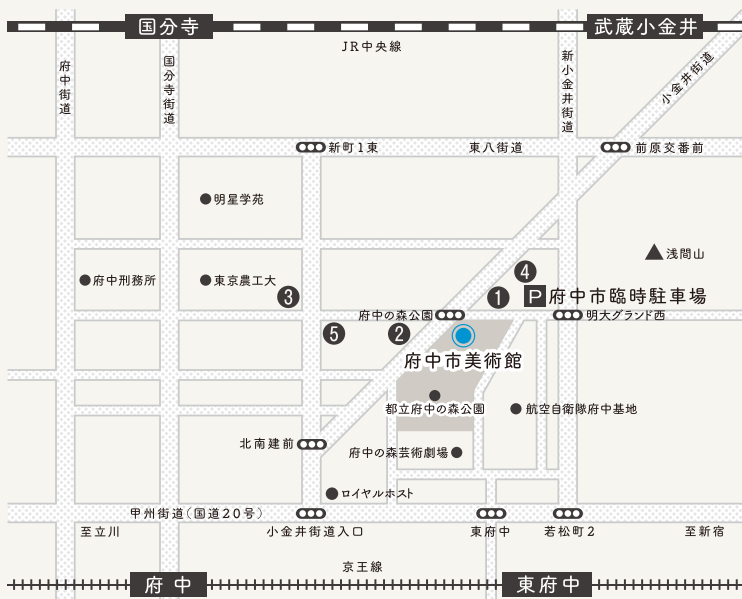 国分寺
武蔵小金井
JR中央線
府中街道
国分寺街道
新小金井街道
小金井街道
新町1東
東八街道
前原交番前
明星学苑
浅間山
府中刑務所
東京農工大
3
4
1
P 府中市臨時駐車場
府中の森公園
明大グランド西
5
2
府中市美術館
都立府中の森公園
航空自衛隊府中基地
北南建前
府中の森芸術劇場
ロイヤルホスト
甲州街道(国道20号)
至立川
小金井街道入口
東府中
若松町2
至新宿
京王線
府中
東府中